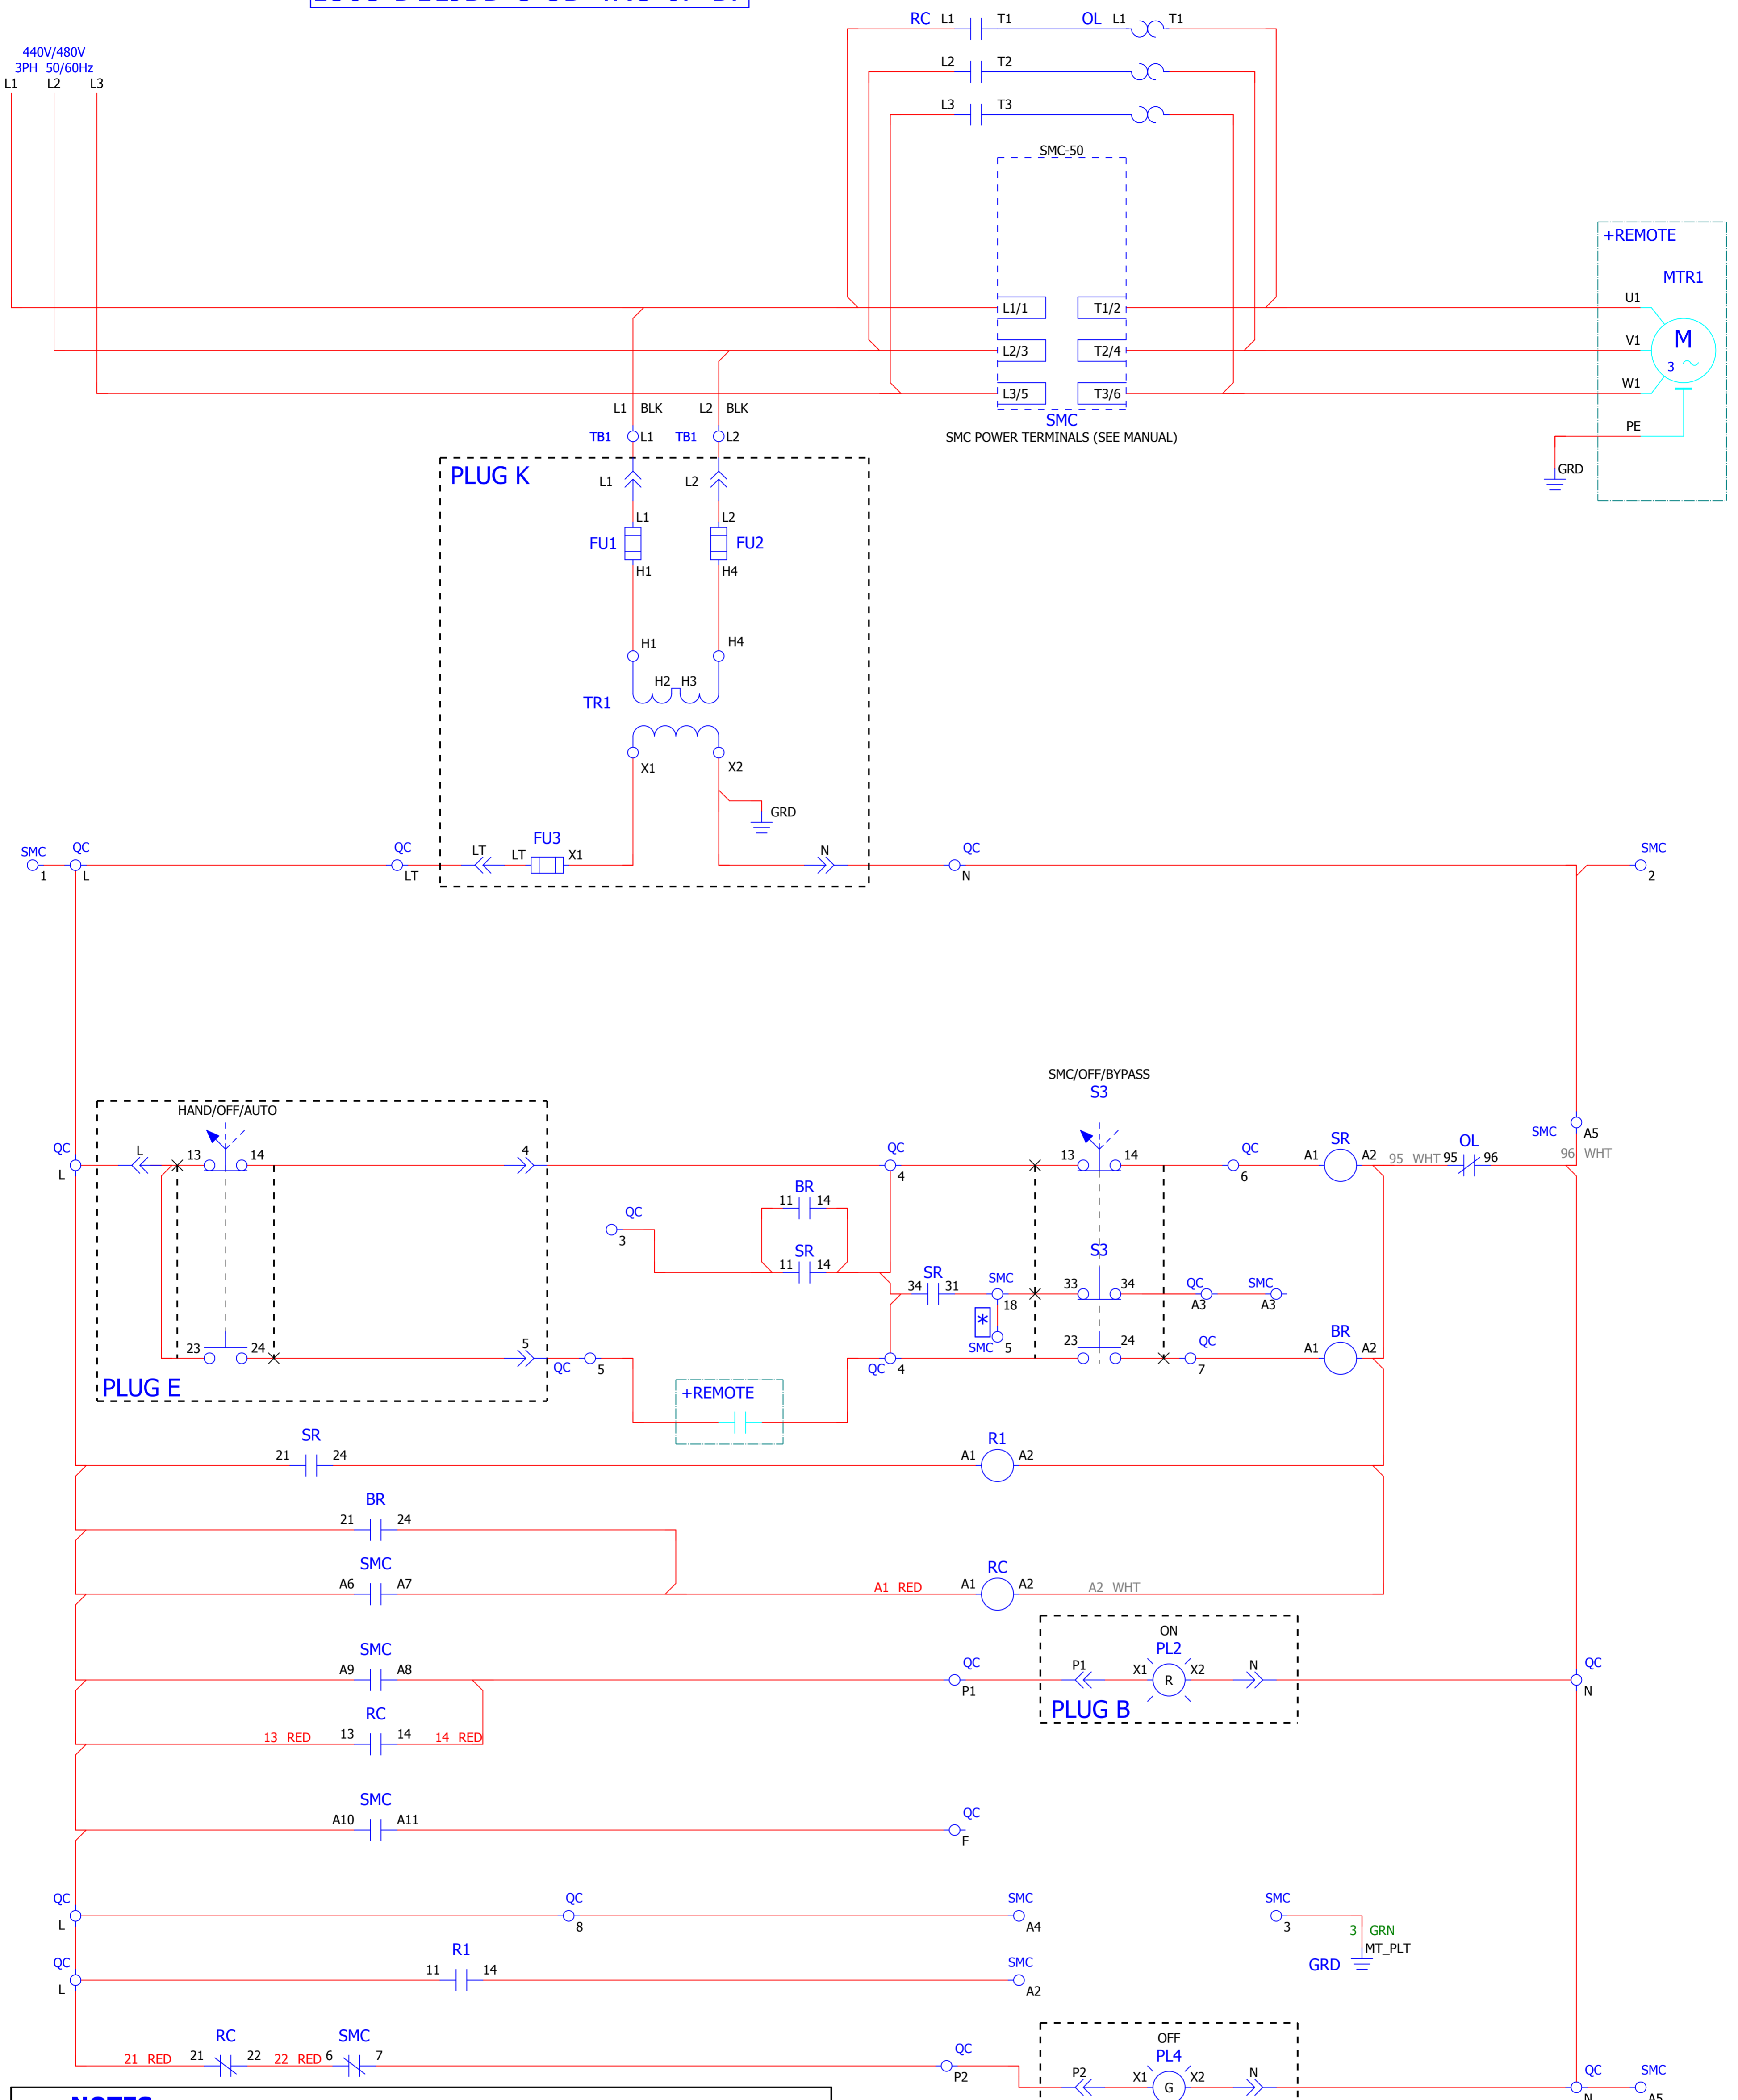 RC L1 T1 OL L1 T1
440V/480V
3PH 50/60Hz
L1 L2 L3
L2 T2
L3 T3
SMC-50
+REMOTE
MTR1
L1/1 T1/2 U1
L2/3 T2/4 V1 M
3
L3/5 T3/6 W1
L1 BLK L2 BLK
SMC
PE
TB1 L1 TB1 L2
SMC POWER TERMINALS (SEE MANUAL)
GRD
PLUG K
L1 L2
L1 L2
FU1 FU2
H1 H4
H1 H4
H2 H3
TR1
X1 X2
GRD
FU3
SMC QC QC LT LT X1 N QC SMC
1 L LT N 2
SMC/OFF/BYPASS
S3
HAND/OFF/AUTO
SMC A5
QC L 13 14 4 QC 13 14 QC SR OL
A1 A2 95 WHT 95 96 96 WHT
L 4 6
BR
11 14
QC
3
SR
11 14
S3
SR
34 31 SMC 33 34 QC SMC
18 A3 A3
*
SMC 5
BR
23 24 5 QC 5 QC 4 23 24 QC 7 A1 A2
PLUG E
+REMOTE
SR R1
21 24 A1 A2
BR
21 24
SMC RC
A6 A7 A1 RED A1 A2 A2 WHT
ON
SMC PL2
A9 A8 QC P1 X1 R X2 N QC
P1 N
PLUG B
RC
13 RED 13 14 14 RED
SMC
A10 A11 QC
F
QC QC SMC SMC
L 8 A4 3
3 GRN
MT_PLT
GRD
QC R1 SMC
L 11 14 A2
OFF
RC SMC PL4
21 RED 21 22 22 RED 6 7 QC P2 X1 G X2 N QC SMC
P2